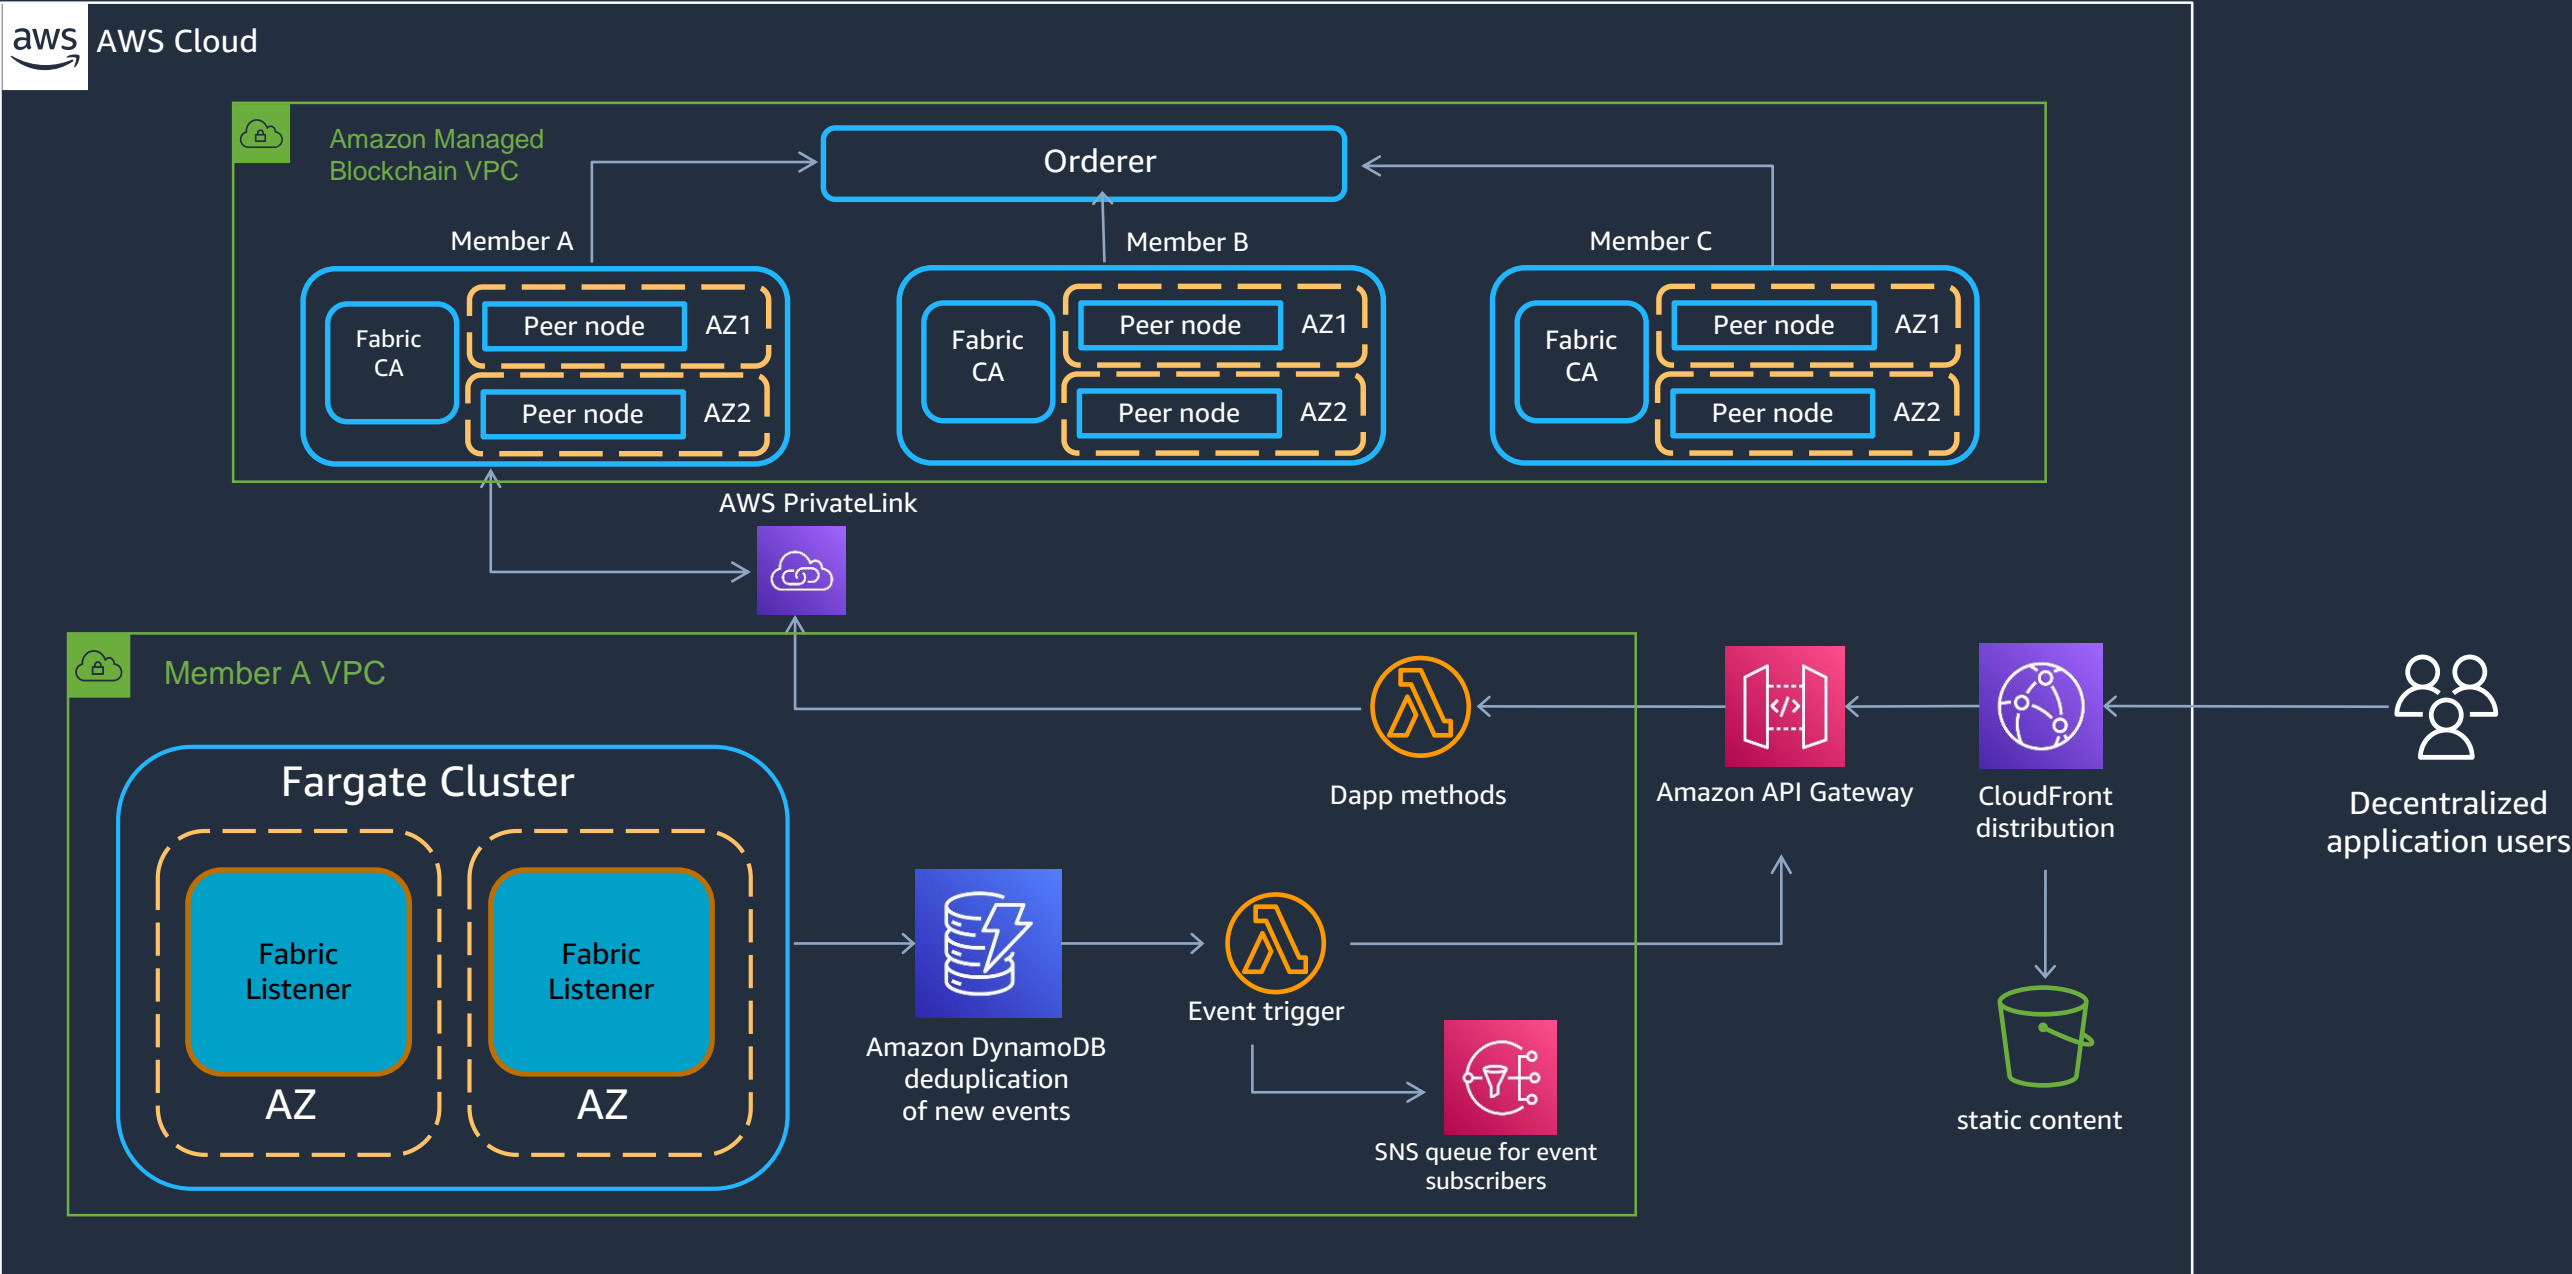 aws
AWS Cloud
Amazon Managed
Blockchain VPC
Orderer
Member A
Member B
Member C
Fabric
CA
Peer node
AZ1
Peer node
AZ2
Fabric
CA
Peer node
AZ1
Peer node
AZ2
Fabric
CA
Peer node
AZ1
Peer node
AZ2
AWS PrivateLink
Member A VPC
</>
Dapp methods
Amazon API Gateway
CloudFront
distribution
Decentralized
application users
Fargate Cluster
Fabric
Listener
AZ
Fabric
Listener
AZ
Amazon DynamoDB
deduplication
of new events
Event trigger
SNS queue for event
subscribers
static content